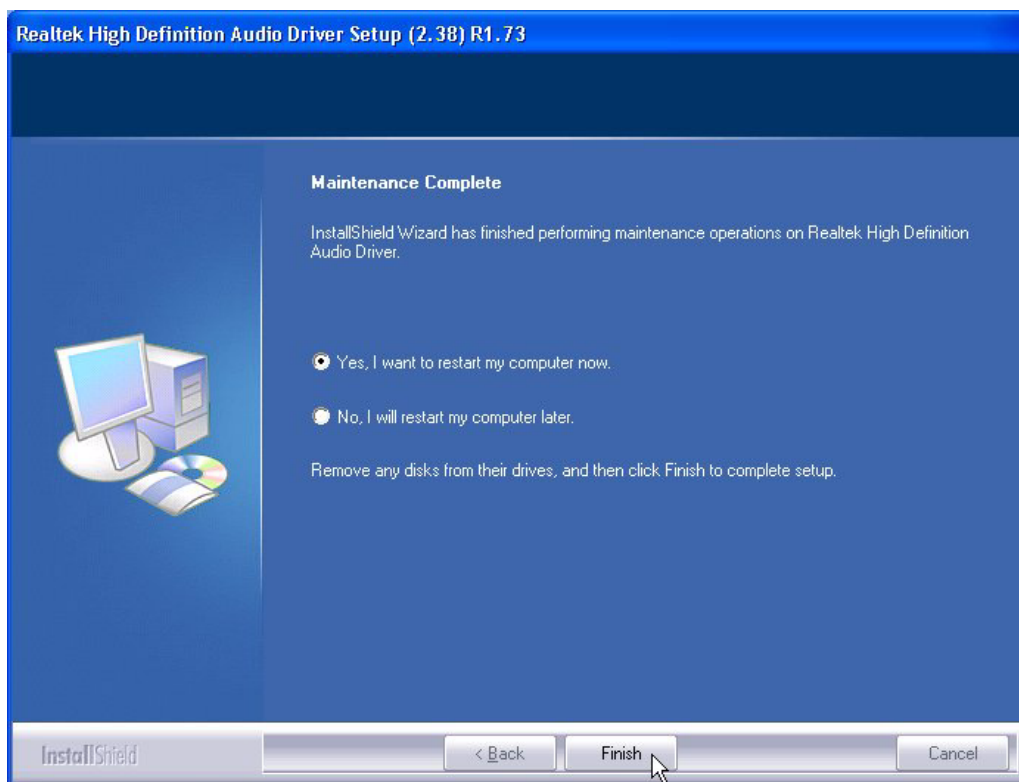 Realtek High Definition Audio Driver Setup (2.38) R1.73
Maintenance Complete
InstallShield Wizard has finished performing maintenance operations on Realtek High Definition
Audio Driver.
Yes, I want to restart my computer now.
No, I will restart my computer later.
Remove any disks from their drives, and then click Finish to complete setup.
InstallShield
< Back
Finish
Cancel